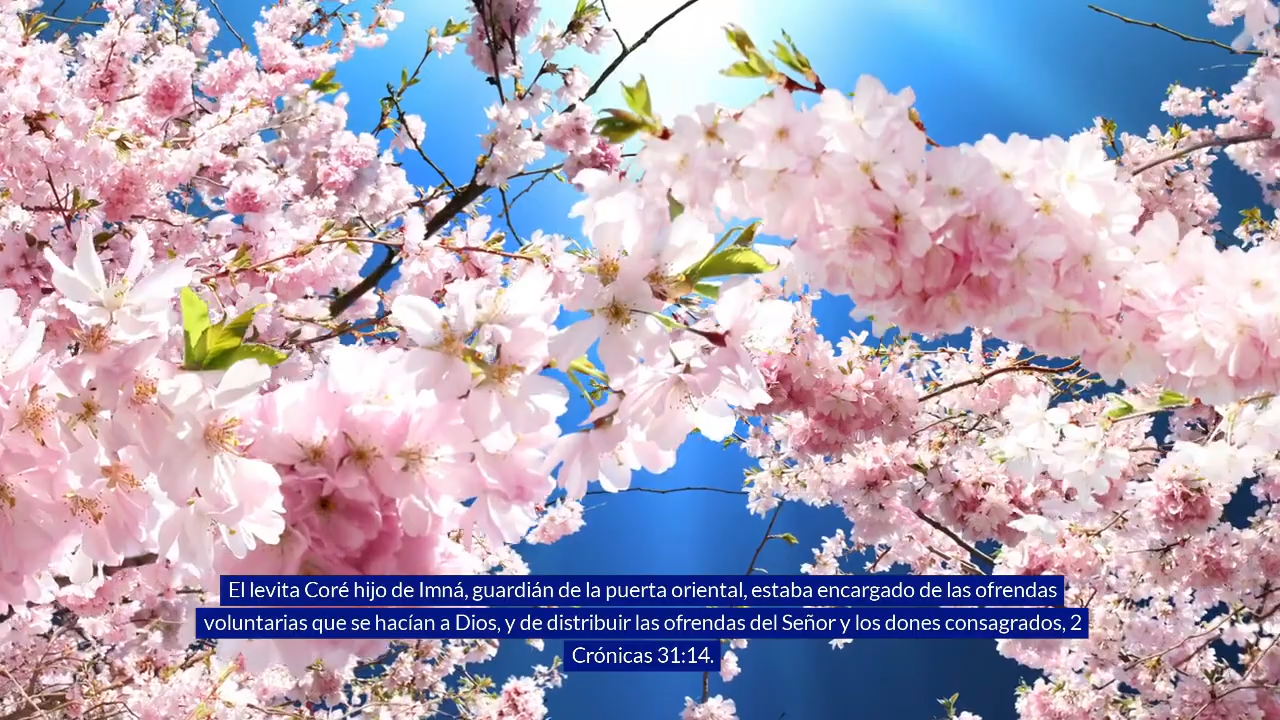 El levita Coré hijo de Imná, guardián de la puerta oriental, estaba encargado de las ofrendas
voluntarias que se hacían a Dios, y de distribuir las ofrendas del Señor y los dones consagrados, 2
Crónicas 31:14.